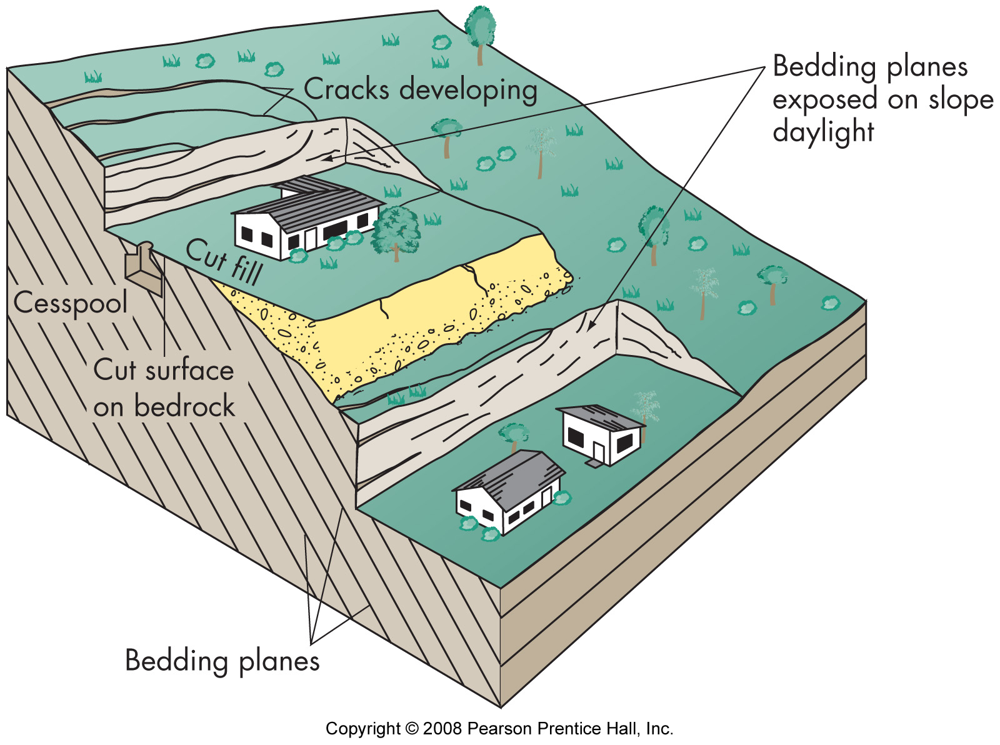 Cracks developing
Bedding planes
exposed on slope
daylight
Cut fill
Cesspool
Cut surface
on bedrock
Bedding planes
Copyright © 2008 Pearson Prentice Hall, Inc.